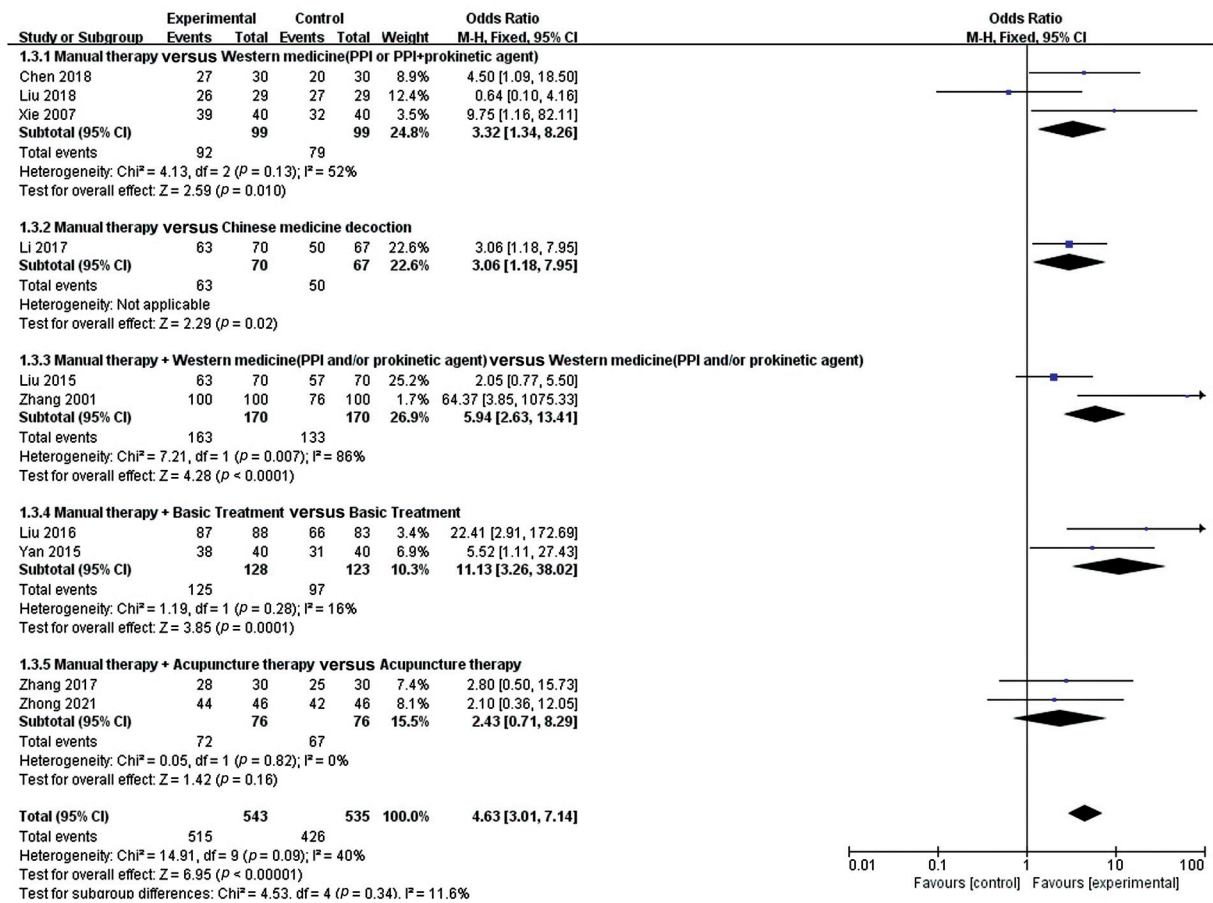 Experimental Control Odds Ratio Odds Ratio
Study or Subgroup Events Total Events Total Weight M-H, Fixed, 95% CI M-H, Fixed, 95% CI
1.3.1 Manual therapy versus Western medicine(PPI or PPI+prokinetic agent)
Chen 2018 27 30 20 30 8.9% 4.50 [1.09, 18.50]
Liu 2018 26 29 27 29 12.4% 0.64 [0.10, 4.16]
Xie 2007 39 40 32 40 3.5% 9.75 [1.16, 82.11]
Subtotal (95% CI) 99 99 24.8% 3.32 [1.34, 8.26]
Total events 92 79
Heterogeneity: Chi² = 4.13, df = 2 (p = 0.13); I² = 52%
Test for overall effect: Z = 2.59 (p = 0.010)
1.3.2 Manual therapy versus Chinese medicine decoction
Li 2017 63 70 50 67 22.6% 3.06 [1.18, 7.95]
Subtotal (95% CI) 70 67 22.6% 3.06 [1.18, 7.95]
Total events 63 50
Heterogeneity: Not applicable
Test for overall effect: Z = 2.29 (p = 0.02)
1.3.3 Manual therapy + Western medicine(PPI and/or prokinetic agent) versus Western medicine(PPI and/or prokinetic agent)
Liu 2015 63 70 57 70 25.2% 2.05 [0.77, 5.50]
Zhang 2001 100 100 76 100 1.7% 64.37 [3.85, 1075.33]
Subtotal (95% CI) 170 170 26.9% 5.94 [2.63, 13.41]
Total events 163 133
Heterogeneity: Chi² = 7.21, df = 1 (p = 0.007); I² = 86%
Test for overall effect: Z = 4.28 (p < 0.0001)
1.3.4 Manual therapy + Basic Treatment versus Basic Treatment
Liu 2016 87 88 66 83 3.4% 22.41 [2.91, 172.69]
Yan 2015 38 40 31 40 6.9% 5.52 [1.11, 27.43]
Subtotal (95% CI) 128 123 10.3% 11.13 [3.26, 38.02]
Total events 125 97
Heterogeneity: Chi² = 1.19, df = 1 (p = 0.28); I² = 16%
Test for overall effect: Z = 3.85 (p = 0.0001)
1.3.5 Manual therapy + Acupuncture therapy versus Acupuncture therapy
Zhang 2017 28 30 25 30 7.4% 2.80 [0.50, 15.73]
Zhong 2021 44 46 42 46 8.1% 2.10 [0.36, 12.05]
Subtotal (95% CI) 76 76 15.5% 2.43 [0.71, 8.29]
Total events 72 67
Heterogeneity: Chi² = 0.05, df = 1 (p = 0.82); I² = 0%
Test for overall effect: Z = 1.42 (p = 0.16)
Total (95% CI) 543 535 100.0% 4.63 [3.01, 7.14]
Total events 515 426
Heterogeneity: Chi² = 14.91, df = 9 (p = 0.09); I² = 40%
Test for overall effect: Z = 6.95 (p < 0.00001)
Test for subgroup differences: Chi² = 4.53, df = 4 (p = 0.34), I² = 11.6%
0.01 0.1 1 10 100
Favours [control] Favours [experimental]